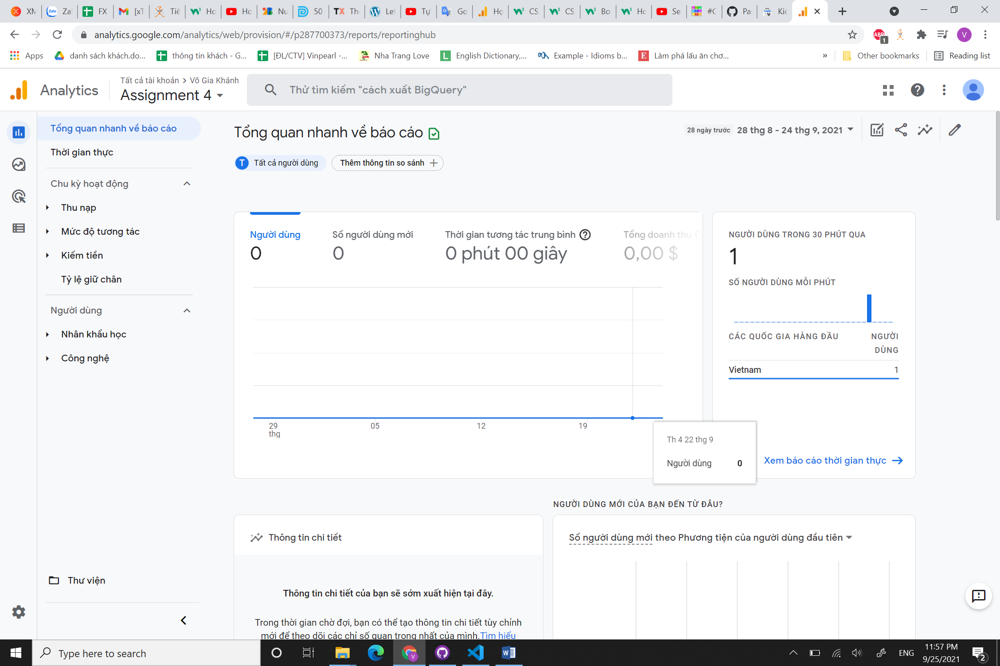 XM
Zal
FX
[xT
Tiê
Ho
Ho
Nu
50
The
Let
Tự
Go
Họ
CS
CS
Bo
Ho
Se
#C
Pa
Kiế
analytics.google.com/analytics/web/provision/#/p287700373/reports/reportinghub
ABP
1
V
Apps
danh sách khách.do...
thông tin khách - G...
[ĐL/CTV] Vinpearl -...
Nha Trang Love
English Dictionary,...
Example - Idioms b...
Làm phá lấu ăn chơ...
»
Other bookmarks
Reading list
Analytics
Tất cả tài khoản > Võ Gia Khánh
Assignment 4
Thử tìm kiếm "cách xuất BigQuery"
Tổng quan nhanh về báo cáo
Thời gian thực
Chu kỳ hoạt động
Thu nạp
Mức độ tương tác
Kiếm tiền
Tỷ lệ giữ chân
Người dùng
Nhân khẩu học
Công nghệ
Thư viện
Tổng quan nhanh về báo cáo
28 ngày trước 28 thg 8 - 24 thg 9, 2021
T Tất cả người dùng
Thêm thông tin so sánh +
Người dùng
0
Số người dùng mới
0
Thời gian tương tác trung bình
0 phút 00 giây
Tổng doanh thu
0,00 $
29
thg
05
12
19
Th 4 22 thg 9
Người dùng 0
NGƯỜI DÙNG TRONG 30 PHÚT QUA
1
SỐ NGƯỜI DÙNG MỖI PHÚT
CÁC QUỐC GIA HÀNG ĐẦU
NGƯỜI
DÙNG
Vietnam 1
Xem báo cáo thời gian thực
Thông tin chi tiết
Thông tin chi tiết của bạn sẽ sớm xuất hiện tại đây.
Trong thời gian chờ đợi, bạn có thể tạo thông tin chi tiết tùy chỉnh
mới để theo dõi các chỉ số quan trọng nhất của mình.Tìm hiểu
NGƯỜI DÙNG MỚI CỦA BẠN ĐẾN TỪ ĐÂU?
Số người dùng mới theo Phương tiện của người dùng đầu tiên
Type here to search
ENG
11:57 PM
9/25/2021
2